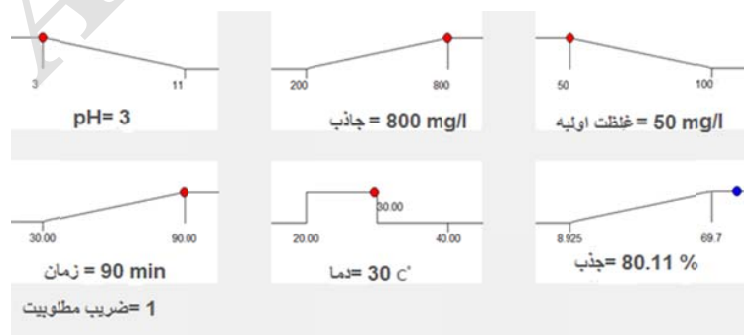 3
11
pH= 3
200
800
جاذب = 800 mg/l
50
100
غلظت اولیه = 50 mg/l
30.00
90.00
زمان = 90 min
20.00
30.00
40.00
دما= 30 C°
8.925
69.7
جذب= 80.11 %
ضریب مطلوبیت= 1